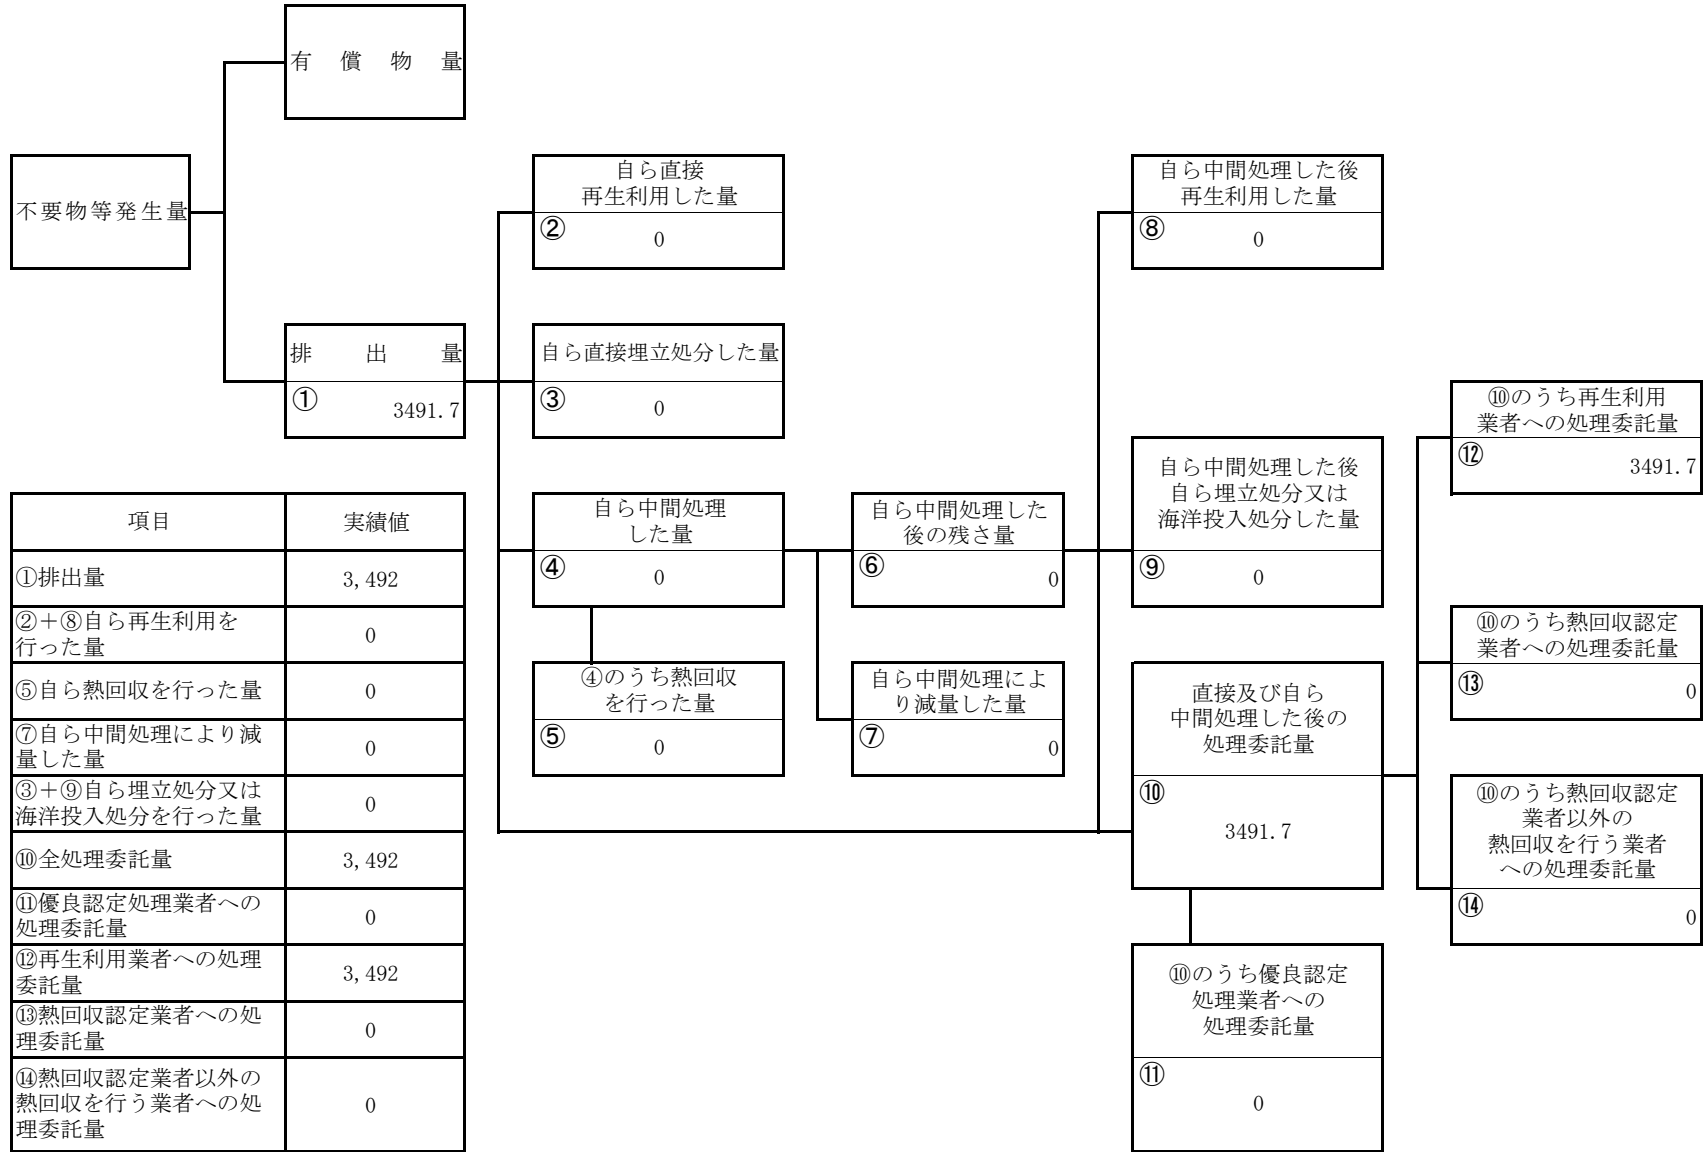 有償物量
不要物等発生量
排出量
①
3491.7
自ら直接
再生利用した量
②
0
自ら直接埋立処分した量
③
0
自ら中間処理
した量
④
0
④のうち熱回収
を行った量
⑤
0
自ら中間処理した
後の残さ量
⑥
0
自ら中間処理によ
り減量した量
⑦
0
自ら中間処理した後
再生利用した量
⑧
0
自ら中間処理した後
自ら埋立処分又は
海洋投入処分した量
⑨
0
直接及び自ら
中間処理した後の
処理委託量
⑩
3491.7
⑩のうち優良認定
処理業者への
処理委託量
⑪
0
⑩のうち再生利用
業者への処理委託量
⑫
3491.7
⑩のうち熱回収認定
業者への処理委託量
⑬
0
⑩のうち熱回収認定
業者以外の
熱回収を行う業者
への処理委託量
⑭
0
項目 実績値
①排出量 3,492
②＋⑧自ら再生利用を
行った量 0
⑤自ら熱回収を行った量 0
⑦自ら中間処理により減
量した量 0
③＋⑨自ら埋立処分又は
海洋投入処分を行った量 0
⑩全処理委託量 3,492
⑪優良認定処理業者への
処理委託量 0
⑫再生利用業者への処理
委託量 3,492
⑬熱回収認定業者への処
理委託量 0
⑭熱回収認定業者以外の
熱回収を行う業者への処
理委託量 0